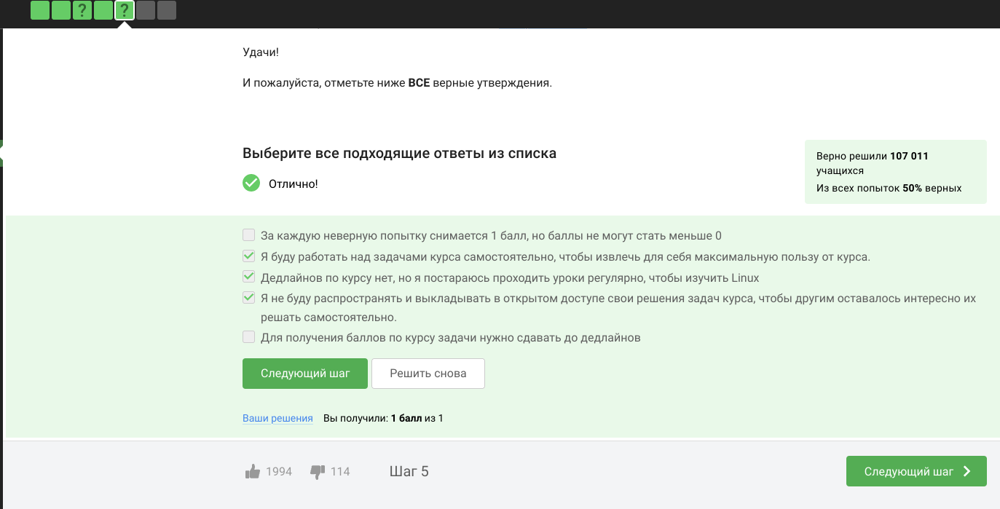 ?
?
Удачи!
И пожалуйста, отметьте ниже ВСЕ верные утверждения.
Выберите все подходящие ответы из списка
Отлично!
Верно решили 107 011
учащихся
Из всех попыток 50% верных
За каждую неверную попытку снимается 1 балл, но баллы не могут стать меньше 0
Я буду работать над задачами курса самостоятельно, чтобы извлечь для себя максимальную пользу от курса.
Дедлайнов по курсу нет, но я постараюсь проходить уроки регулярно, чтобы изучить Linux
Я не буду распространять и выкладывать в открытом доступе свои решения задач курса, чтобы другим оставалось интересно их
решать самостоятельно.
Для получения баллов по курсу задачи нужно сдавать до дедлайнов
Следующий шаг
Решить снова
Ваши решения Вы получили: 1 балл из 1
1994 114 Шаг 5
Следующий шаг